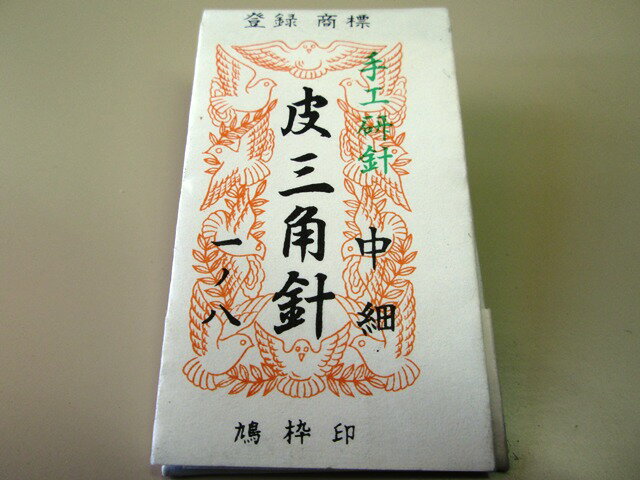 登録 商標
手工研針
皮三角針
中細
一ノ八
鳩枠印